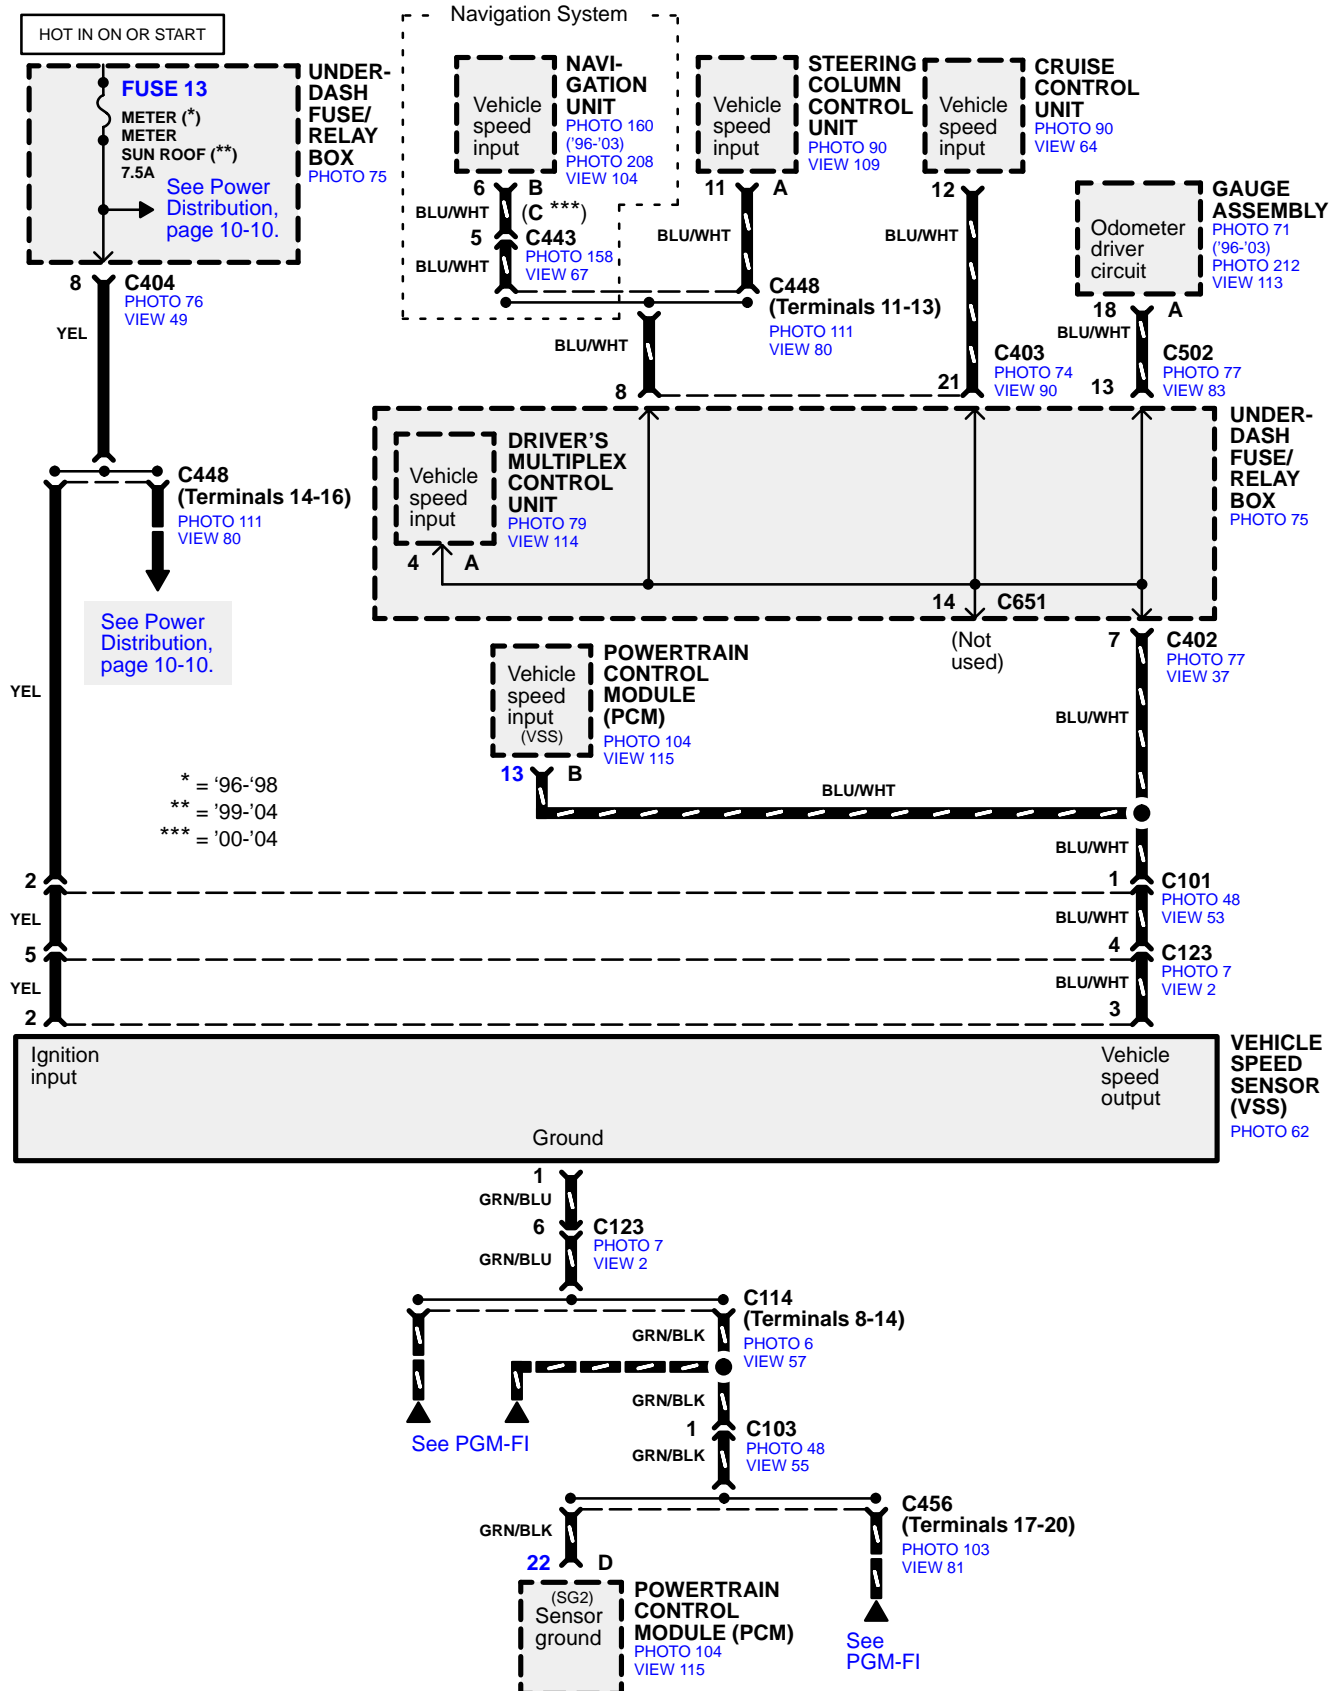 Navigation System
HOT IN ON OR START
FUSE 13
METER (*)
METER
SUN ROOF (**)
7.5A
See Power
Distribution,
page 10-10.
UNDER-
DASH
FUSE/
RELAY
BOX
PHOTO 75
Vehicle
speed
input
NAVI-
GATION
UNIT
PHOTO 160
('96-'03)
PHOTO 208
VIEW 104
Vehicle
speed
input
STEERING
COLUMN
CONTROL
UNIT
PHOTO 90
VIEW 109
Vehicle
speed
input
CRUISE
CONTROL
UNIT
PHOTO 90
VIEW 64
Odometer
driver
circuit
GAUGE
ASSEMBLY
PHOTO 71
('96-'03)
PHOTO 212
VIEW 113
6 B
(C ***)
BLU/WHT
5 C443
PHOTO 158
VIEW 67
BLU/WHT
11 A
BLU/WHT
12
BLU/WHT
18 A
BLU/WHT
8 C404
PHOTO 76
VIEW 49
YEL
C448
(Terminals 11-13)
PHOTO 111
VIEW 80
BLU/WHT
8
21
C403
PHOTO 74
VIEW 90
13
C502
PHOTO 77
VIEW 83
C448
(Terminals 14-16)
PHOTO 111
VIEW 80
See Power
Distribution,
page 10-10.
Vehicle
speed
input
DRIVER'S
MULTIPLEX
CONTROL
UNIT
PHOTO 79
VIEW 114
4 A
UNDER-
DASH
FUSE/
RELAY
BOX
PHOTO 75
14 C651
(Not
used)
7 C402
PHOTO 77
VIEW 37
BLU/WHT
YEL
Vehicle
speed
input
(VSS)
POWERTRAIN
CONTROL
MODULE
(PCM)
PHOTO 104
VIEW 115
13 B
BLU/WHT
* = '96-'98
** = '99-'04
*** = '00-'04
BLU/WHT
2
1 C101
PHOTO 48
VIEW 53
YEL
BLU/WHT
5
4 C123
PHOTO 7
VIEW 2
YEL
BLU/WHT
2
3
Ignition
input
Vehicle
speed
output
Ground
VEHICLE
SPEED
SENSOR
(VSS)
PHOTO 62
1
GRN/BLU
6 C123
PHOTO 7
VIEW 2
GRN/BLU
C114
(Terminals 8-14)
PHOTO 6
VIEW 57
GRN/BLK
GRN/BLK
See PGM-FI
1 C103
PHOTO 48
VIEW 55
GRN/BLK
C456
(Terminals 17-20)
PHOTO 103
VIEW 81
GRN/BLK
22 D
(SG2)
Sensor
ground
POWERTRAIN
CONTROL
MODULE (PCM)
PHOTO 104
VIEW 115
See
PGM-FI